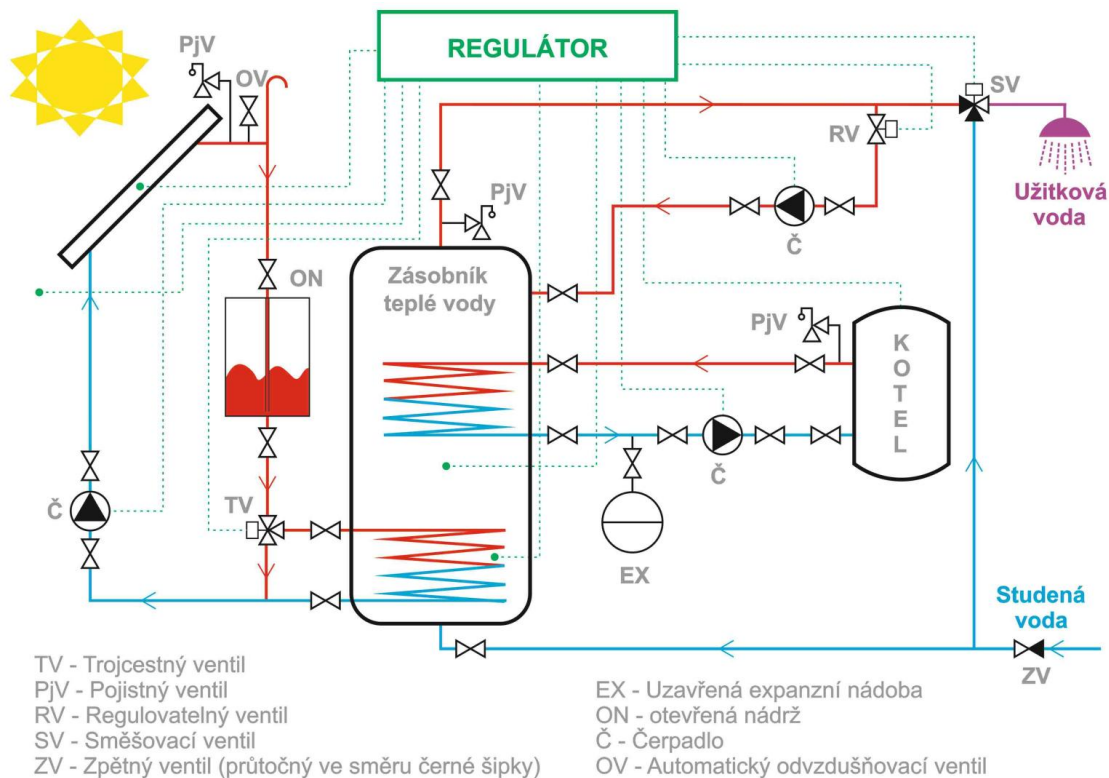 REGULÁTOR
PjV
OV
SV
RV
PjV
Užitková
voda
Č
ON
Zásobník
teplé vody
PjV
KOTEL
Č
TV
Č
EX
Studená
voda
ZV
TV - Trojcestný ventil
PjV - Pojistný ventil
RV - Regulovatelný ventil
SV - Směšovací ventil
ZV - Zpětný ventil (průtočný ve směru černé šipky)
EX - Uzavřená expanzní nádoba
ON - otevřená nádrž
Č - Čerpadlo
OV - Automatický odvzdušňovací ventil